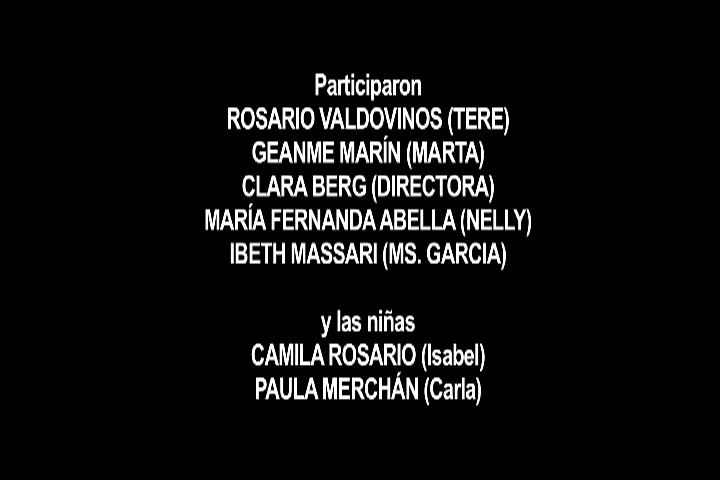 Participaron
ROSARIO VALDOVINOS (TERE)
GEANME MARÍN (MARTA)
CLARA BERG (DIRECTORA)
MARÍA FERNANDA ABELLA (NELLY)
IBETH MASSARI (MS. GARCIA)
y las niñas
CAMILA ROSARIO (Isabel)
PAULA MERCHÁN (Carla)